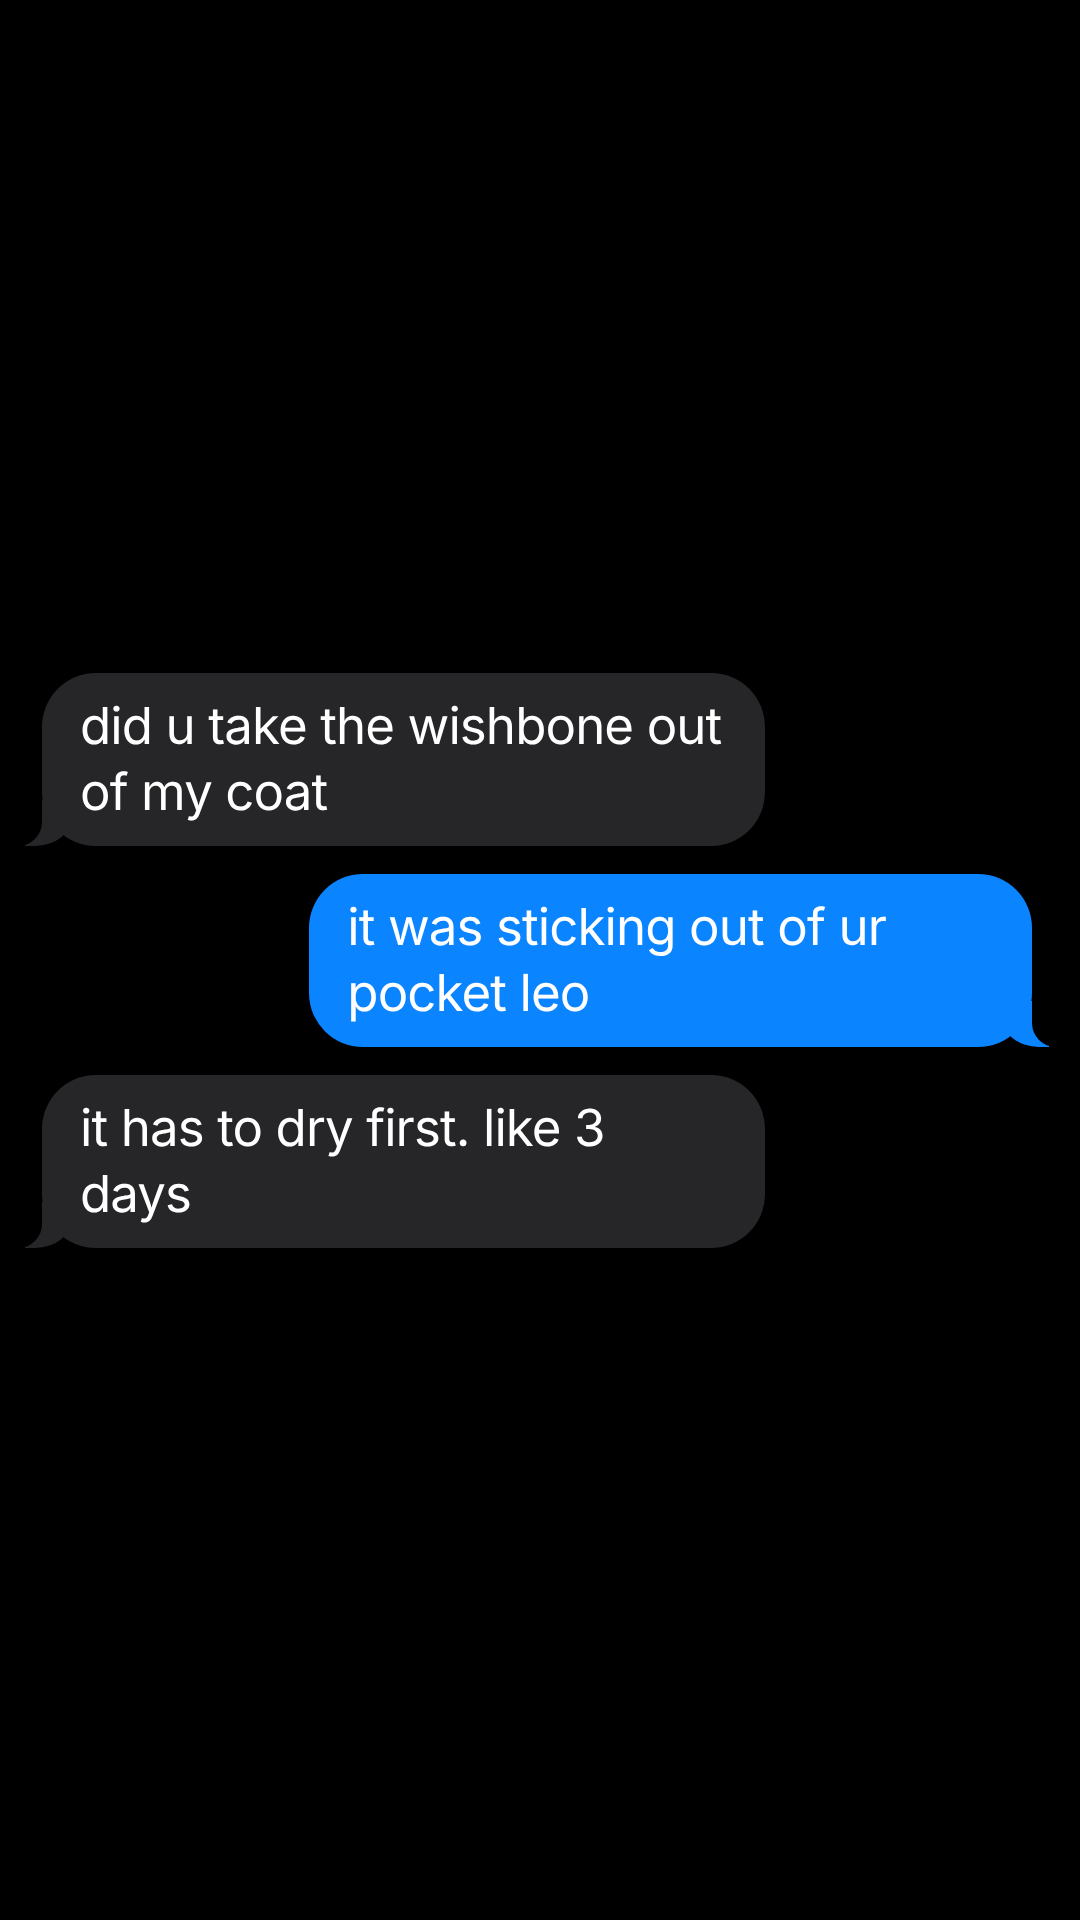 did u take the wishbone out
of my coat
it was sticking out of ur
pocket leo
it has to dry first. like 3
days